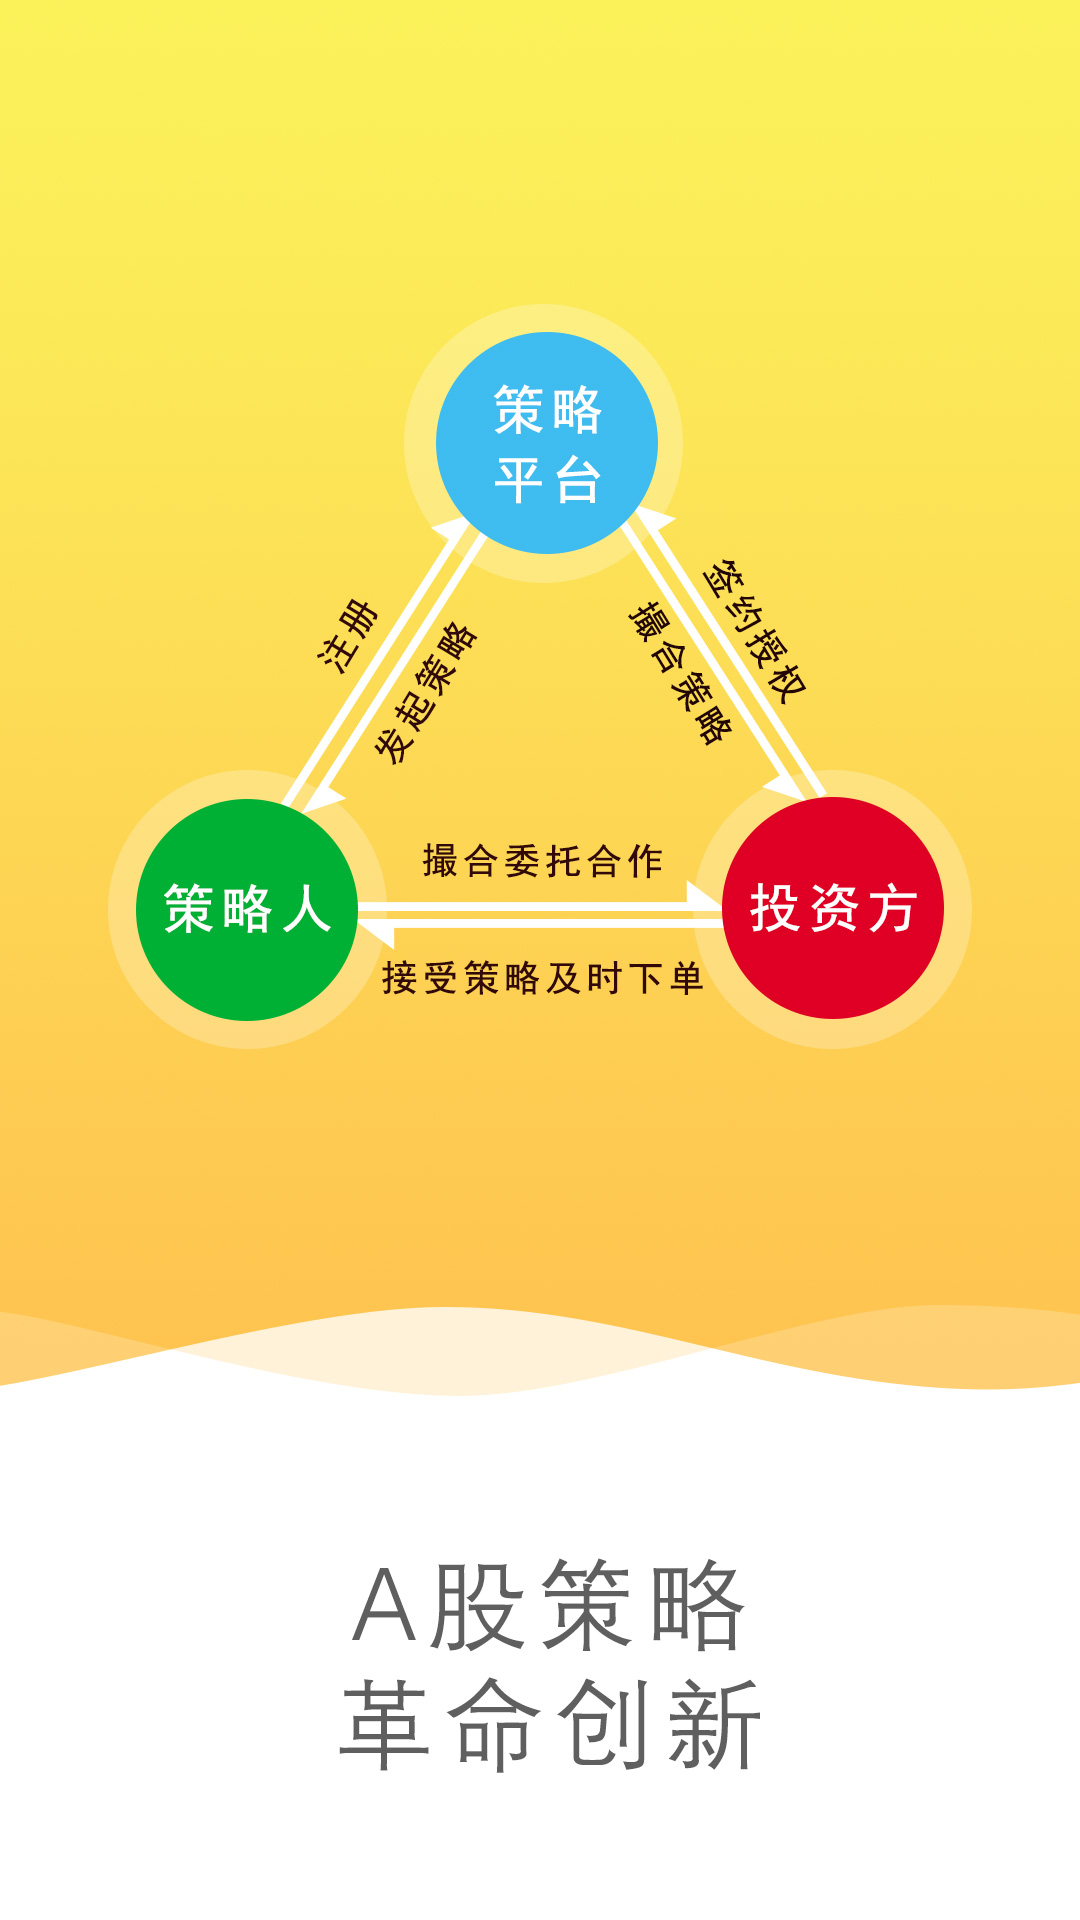 策略
平台
注册
发起策略
撮合策略
签约授权
策略人
撮合委托合作
投资方
接受策略及时下单
A股策略
革命创新